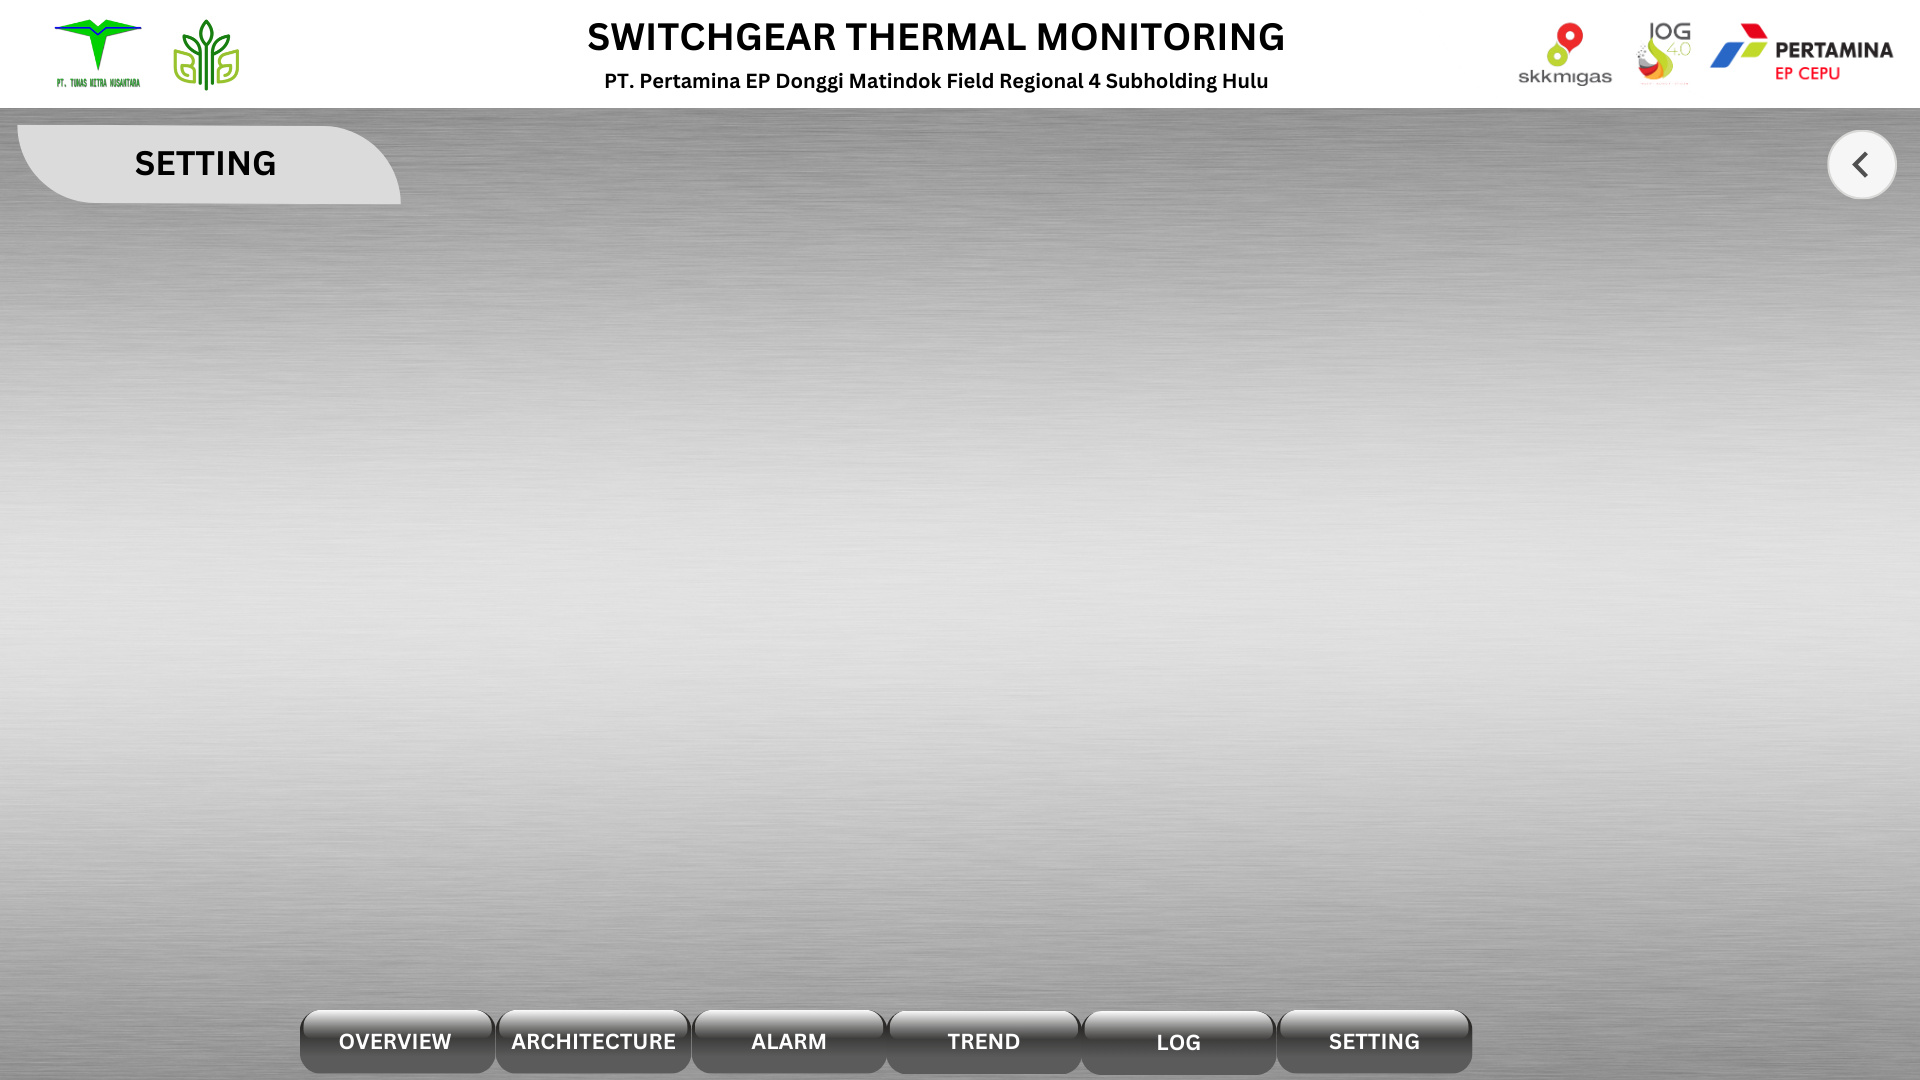 SWITCHGEAR THERMAL MONITORING
PT. Pertamina EP Donggi Matindok Field Regional 4 Subholding Hulu
PT. TUNAS MITRA NUSANTARA
skkmigas
IOG
4.0
PERTAMINA
EP CEPU
SETTING
OVERVIEW
ARCHITECTURE
ALARM
TREND
LOG
SETTING